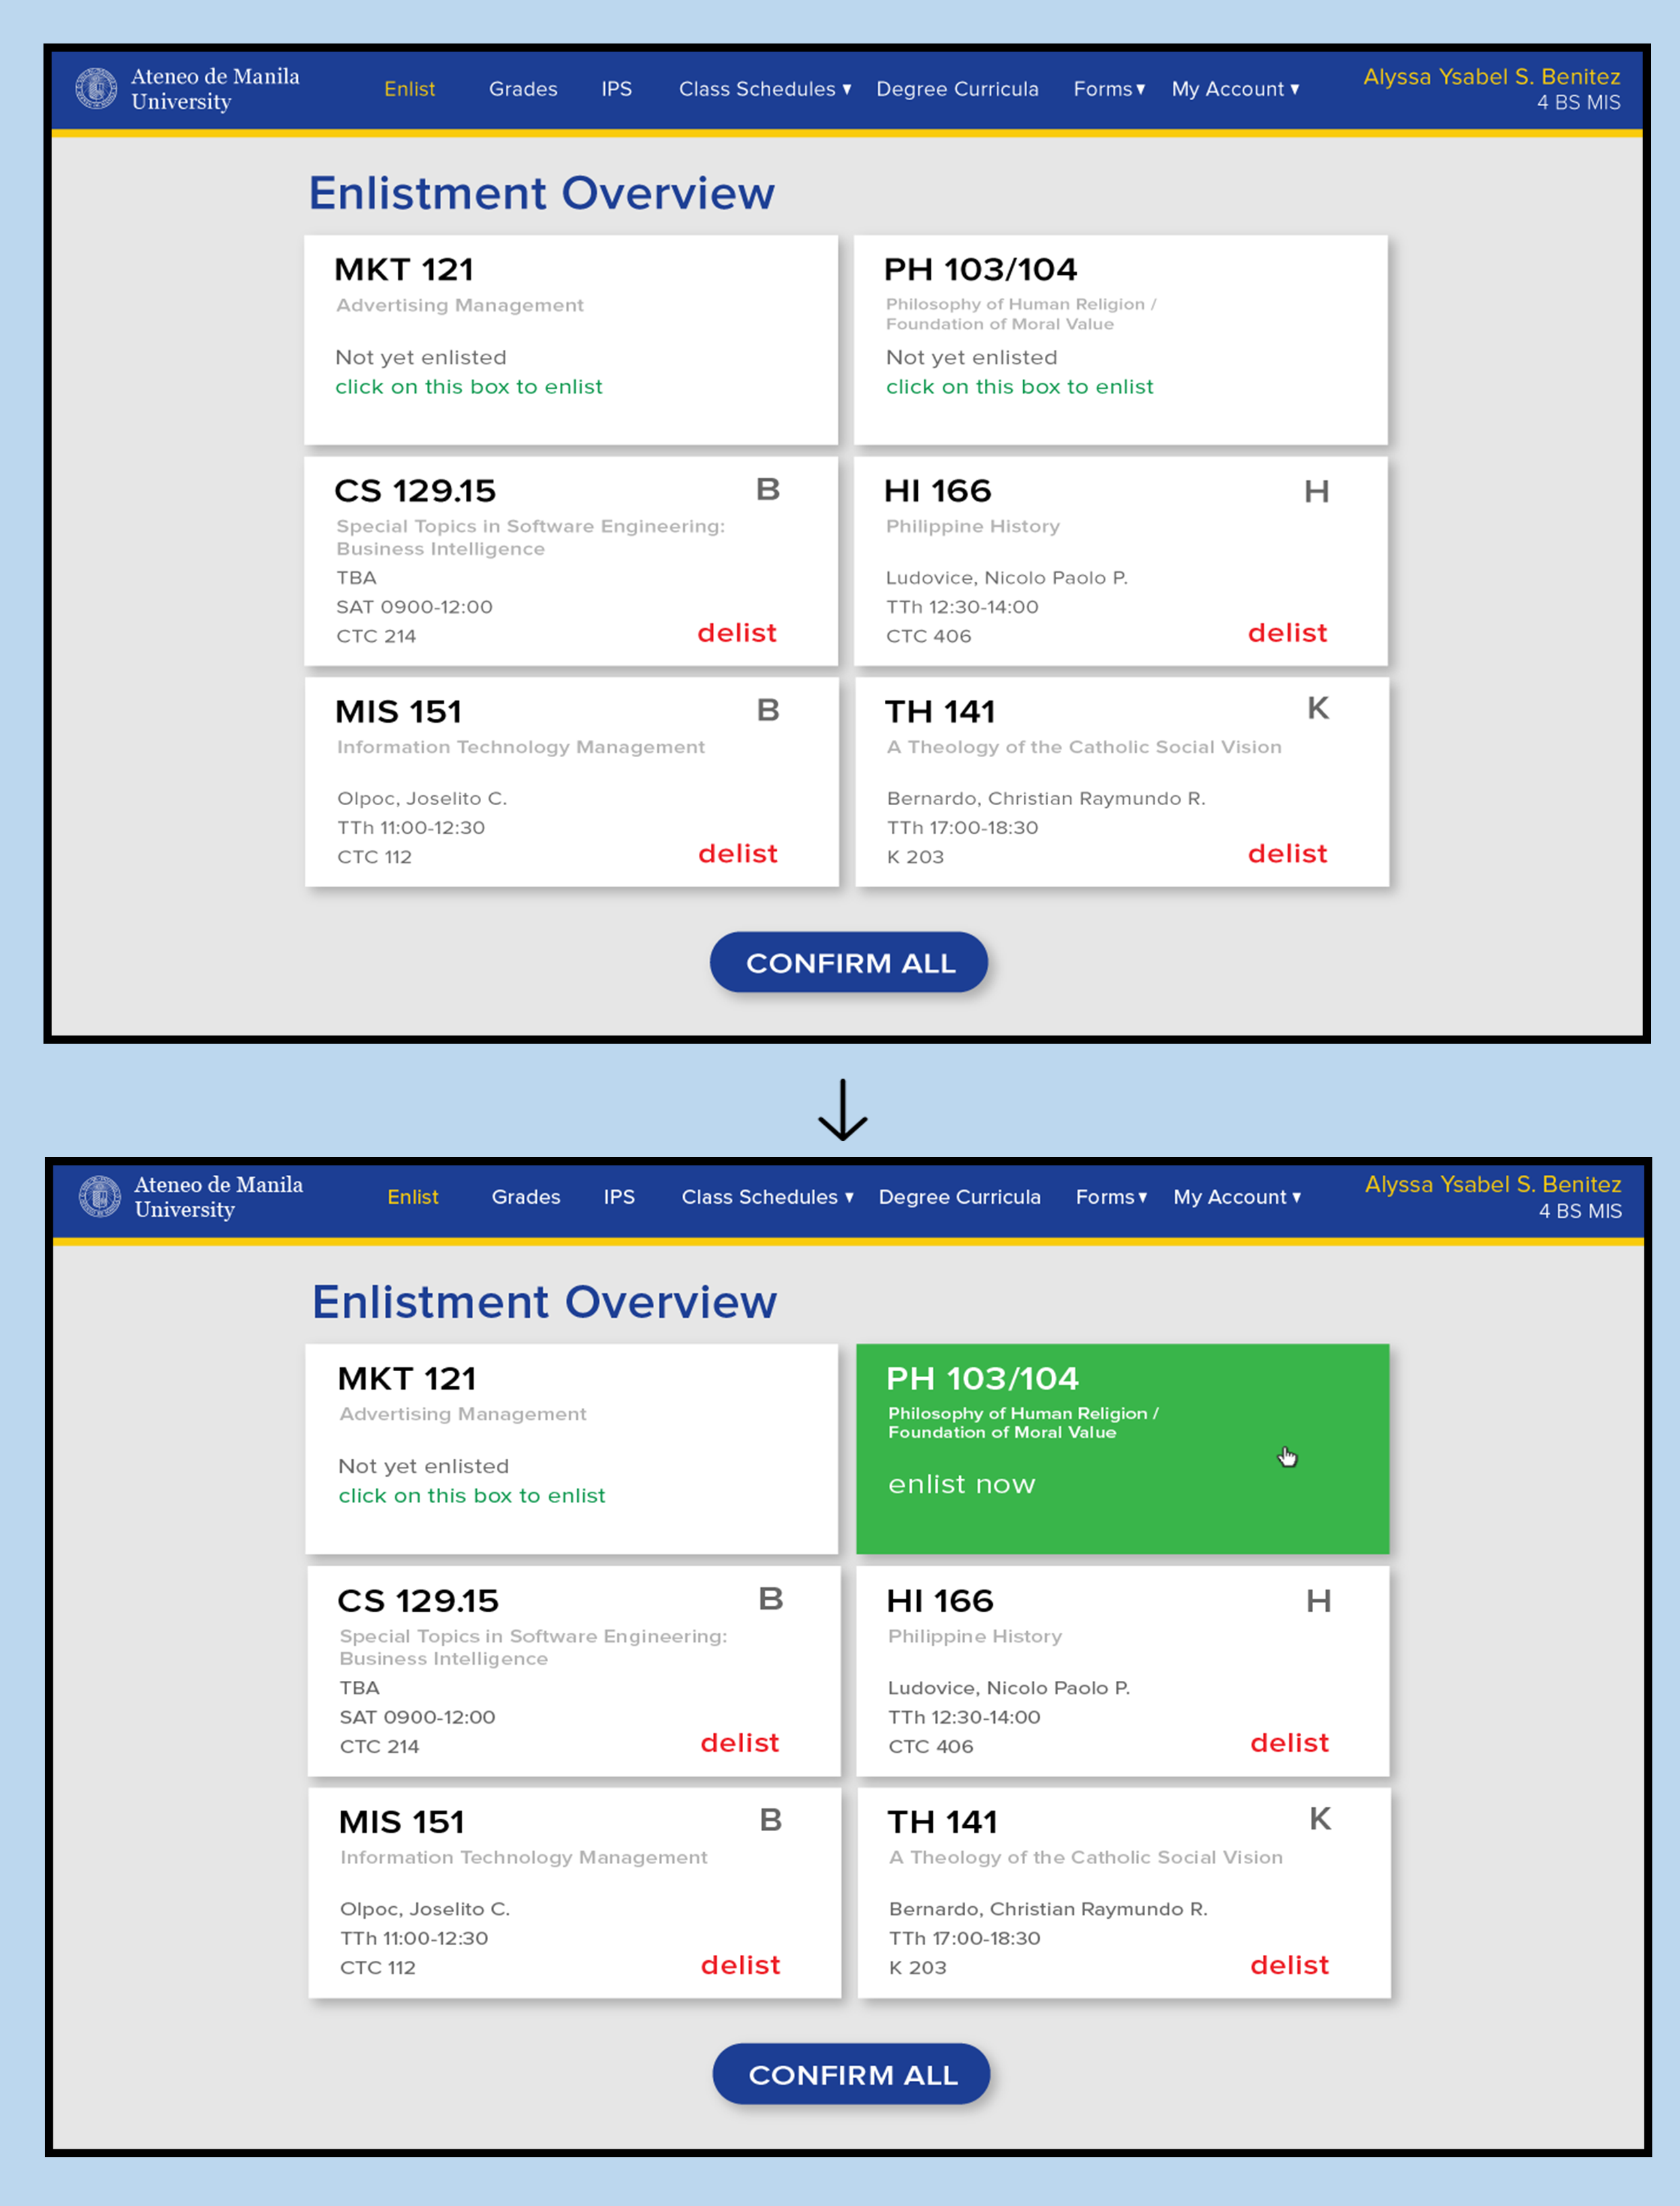 Ateneo de Manila
University
Enlist Grades IPS Class Schedules ▾ Degree Curricula Forms ▾ My Account ▾
Alyssa Ysabel S. Benitez
4 BS MIS
Enlistment Overview
MKT 121
Advertising Management
Not yet enlisted
click on this box to enlist
PH 103/104
Philosophy of Human Religion /
Foundation of Moral Value
Not yet enlisted
click on this box to enlist
CS 129.15 B
Special Topics in Software Engineering:
Business Intelligence
TBA
SAT 0900-12:00
CTC 214 delist
HI 166 H
Philippine History
Ludovice, Nicolo Paolo P.
TTh 12:30-14:00
CTC 406 delist
MIS 151 B
Information Technology Management
Olpoc, Joselito C.
TTh 11:00-12:30
CTC 112 delist
TH 141 K
A Theology of the Catholic Social Vision
Bernardo, Christian Raymundo R.
TTh 17:00-18:30
K 203 delist
CONFIRM ALL
Ateneo de Manila
University
Enlist Grades IPS Class Schedules ▾ Degree Curricula Forms ▾ My Account ▾
Alyssa Ysabel S. Benitez
4 BS MIS
Enlistment Overview
MKT 121
Advertising Management
Not yet enlisted
click on this box to enlist
PH 103/104
Philosophy of Human Religion /
Foundation of Moral Value
enlist now
CS 129.15 B
Special Topics in Software Engineering:
Business Intelligence
TBA
SAT 0900-12:00
CTC 214 delist
HI 166 H
Philippine History
Ludovice, Nicolo Paolo P.
TTh 12:30-14:00
CTC 406 delist
MIS 151 B
Information Technology Management
Olpoc, Joselito C.
TTh 11:00-12:30
CTC 112 delist
TH 141 K
A Theology of the Catholic Social Vision
Bernardo, Christian Raymundo R.
TTh 17:00-18:30
K 203 delist
CONFIRM ALL